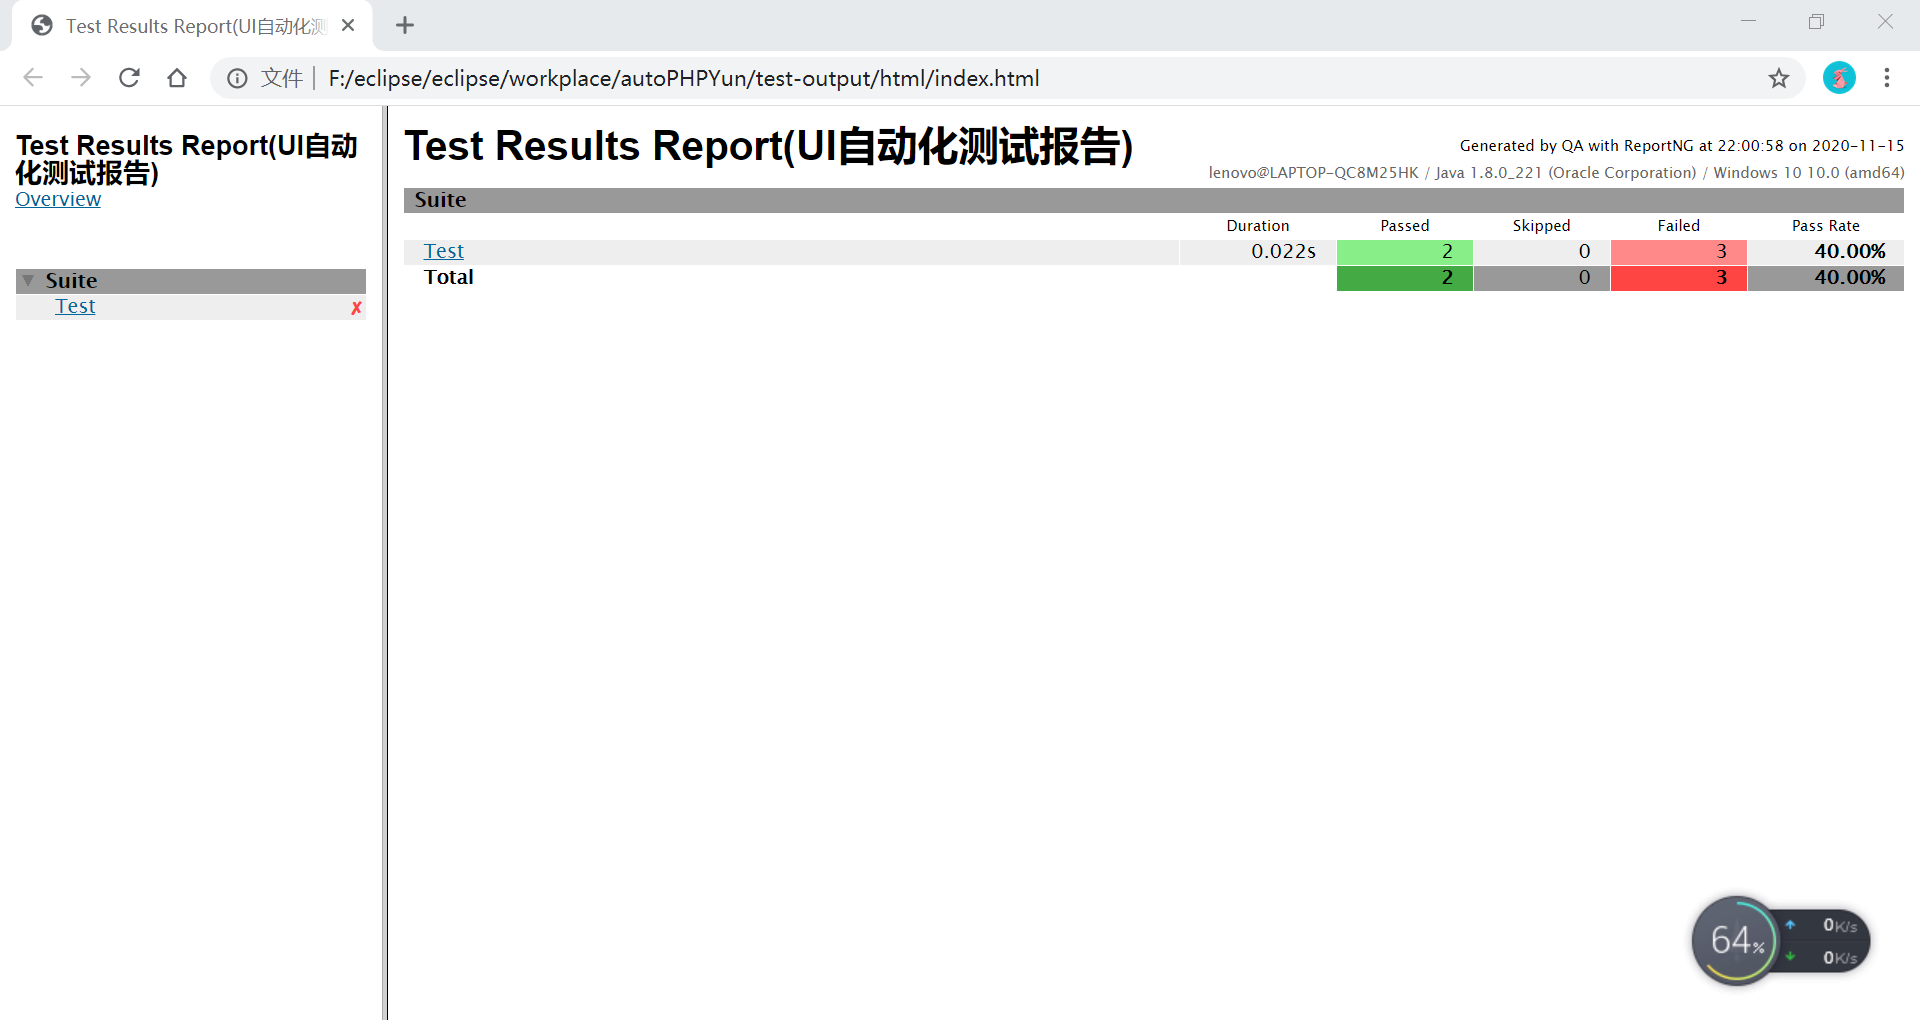 Test Results Report(UI自动化测
文件 | F:/eclipse/eclipse/workplace/autoPHPYun/test-output/html/index.html
Test Results Report(UI自动
化测试报告)
Overview
Suite
Test ✗
Test Results Report(UI自动化测试报告)
Generated by QA with ReportNG at 22:00:58 on 2020-11-15
lenovo@LAPTOP-QC8M25HK / Java 1.8.0_221 (Oracle Corporation) / Windows 10 10.0 (amd64)
Suite
Duration Passed Skipped Failed Pass Rate
Test 0.022s 2 0 3 40.00%
Total 2 0 3 40.00%
64%
0K/s
0K/s